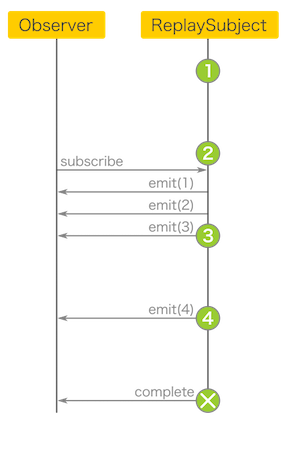 Observer ReplaySubject
1
2
subscribe
emit(1)
emit(2)
emit(3)
3
emit(4)
4
complete